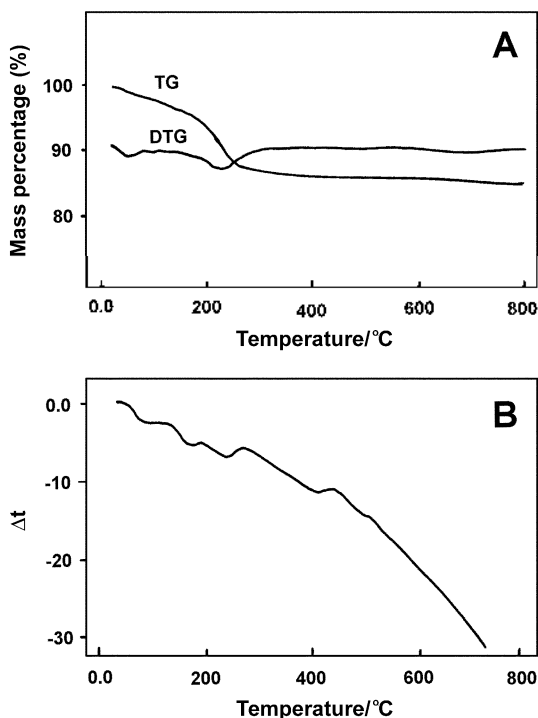 A
TG
DTG
Mass percentage (%)
100
90
80
0.0 200 400 600 800
Temperature/°C
B
Δt
0.0
-10
-20
-30
0.0 200 400 600 800
Temperature/°C